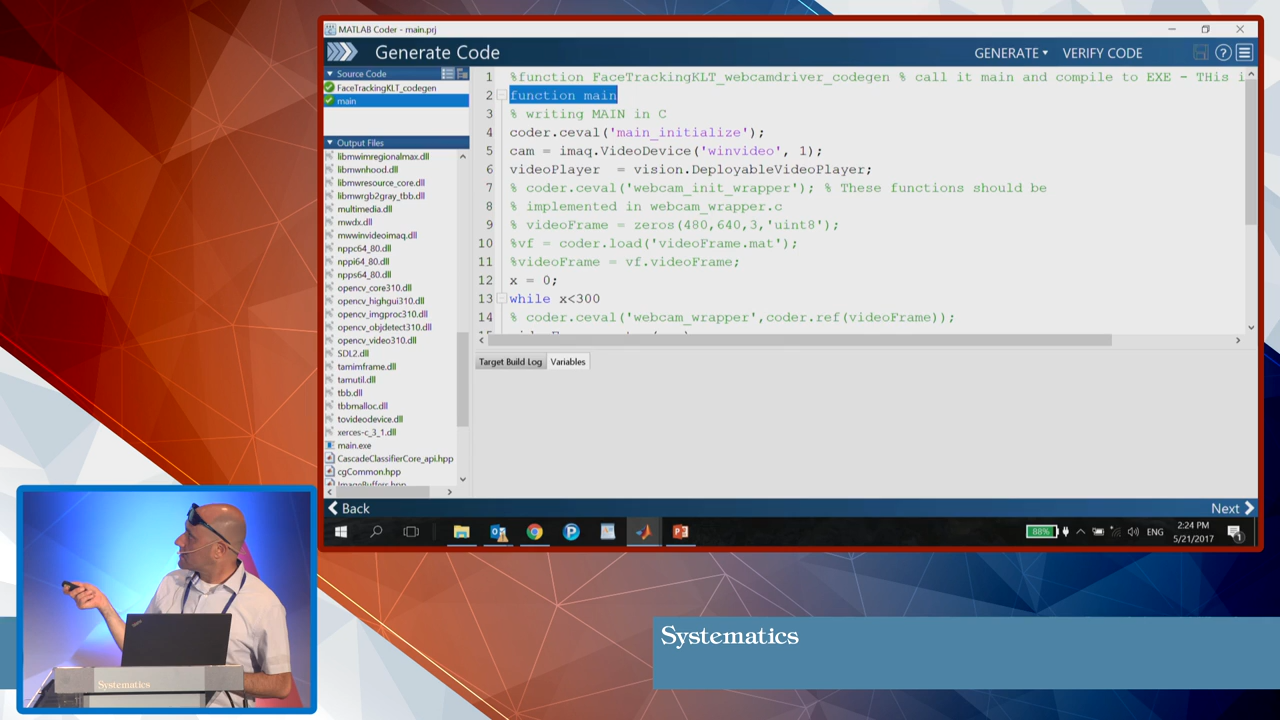 MATLAB Coder - main.prj
Generate Code
GENERATE
VERIFY CODE
?
Source Code
FaceTrackingKLT_codegen
main
Output Files
libmwimregionalmax.dll
libmwnhood.dll
libmwresource_core.dll
libmwrgb2gray_tbb.dll
multimedia.dll
mwdx.dll
mwwinvideoimaq.dll
nppc64_80.dll
nppi64_80.dll
npps64_80.dll
opencv_core310.dll
opencv_highgui310.dll
opencv_imgproc310.dll
opencv_objdetect310.dll
opencv_video310.dll
SDL2.dll
tamimframe.dll
tamutil.dll
tbb.dll
tbbmalloc.dll
tovideodevice.dll
xerces-c_3_1.dll
main.exe
CascadeClassifierCore_api.hpp
cgCommon.hpp
ImageBuffers.hpp
1 %function FaceTrackingKLT_webcamdriver_codegen % call it main and compile to EXE - THis i
2 function main
3 % writing MAIN in C
4 coder.ceval('main_initialize');
5 cam = imaq.VideoDevice('winvideo', 1);
6 videoPlayer = vision.DeployableVideoPlayer;
7 % coder.ceval('webcam_init_wrapper'); % These functions should be
8 % implemented in webcam_wrapper.c
9 % videoFrame = zeros(480,640,3,'uint8');
10 %vf = coder.load('videoFrame.mat');
11 %videoFrame = vf.videoFrame;
12 x = 0;
13 while x<300
14 % coder.ceval('webcam_wrapper',coder.ref(videoFrame));
Target Build Log
Variables
Back
Next
88%
ENG
2:24 PM
5/21/2017
1
Systematics
Systematics